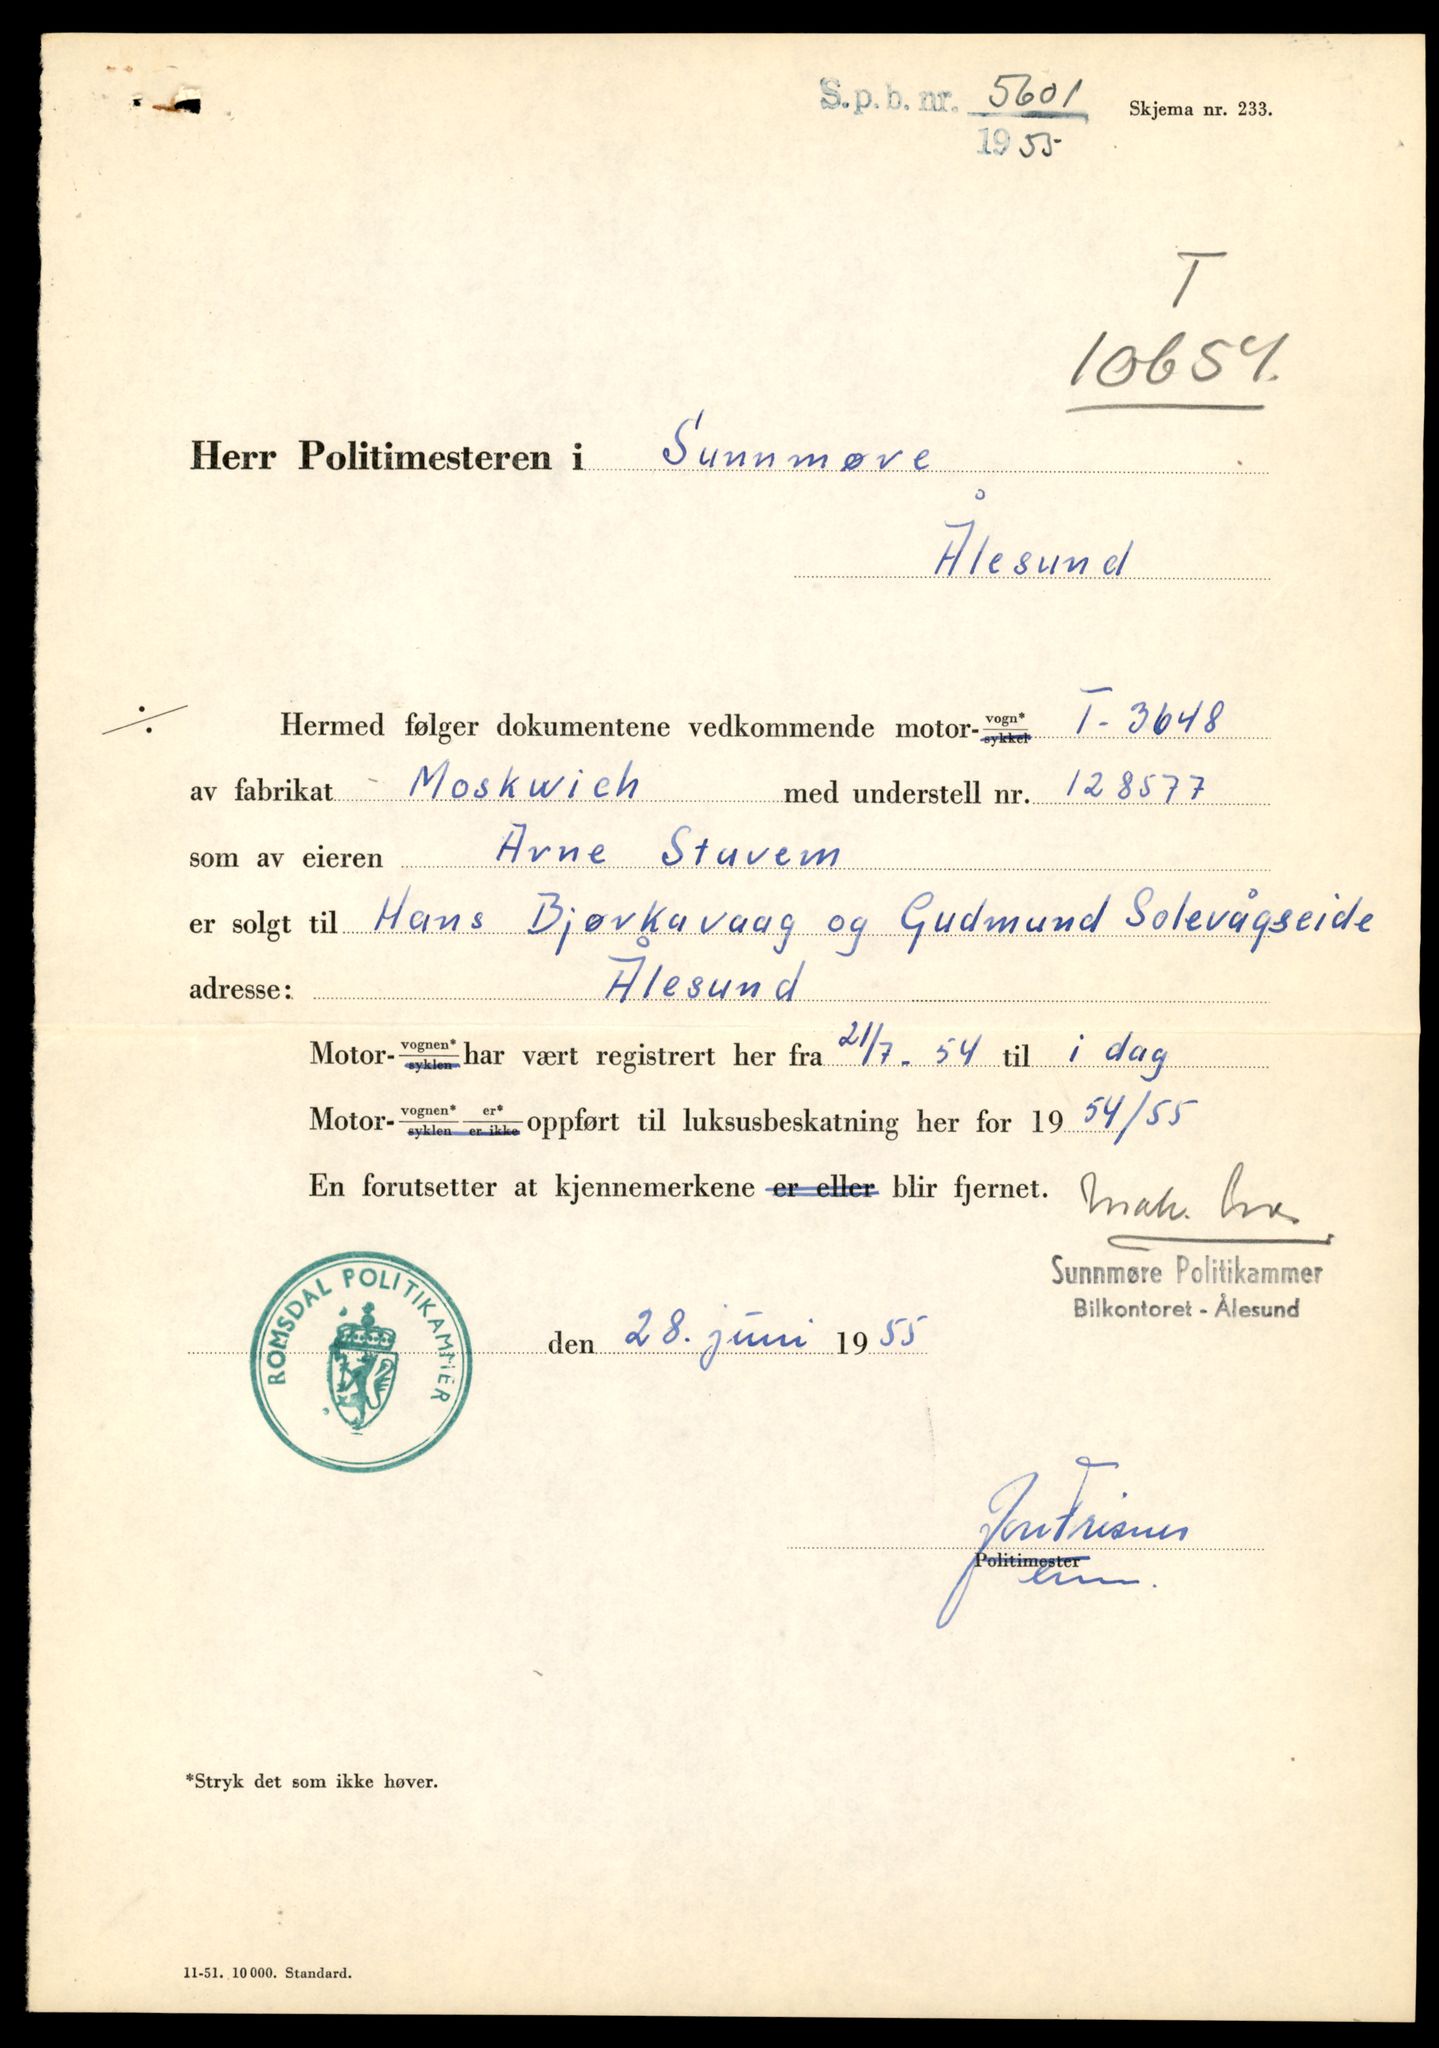 S.p.b. nr. 5601
1955
Skjema nr. 233.
T
10654.
Herr Politimesteren i Sunnmøre
Ålesund
Hermed følger dokumentene vedkommende motor-vogn*/sykkel T-3648
av fabrikat Moskwich med understell nr. 128577
som av eieren Arne Stavem
er solgt til Hans Bjørkavaag og Gudmund Solevågseide
adresse: Ålesund
Motor-vognen*/syklen har vært registrert her fra 21/7-54 til i dag
Motor-vognen*/syklen er*/er ikke oppført til luksusbeskatning her for 1954/55
En forutsetter at kjennemerkene er eller blir fjernet.
Sunnmøre Politikammer
Bilkontoret - Ålesund
ROMSDAL POLITIKAMMER
den 28. juni 1955
Politimester
*Stryk det som ikke høver.
11-51. 10 000. Standard.